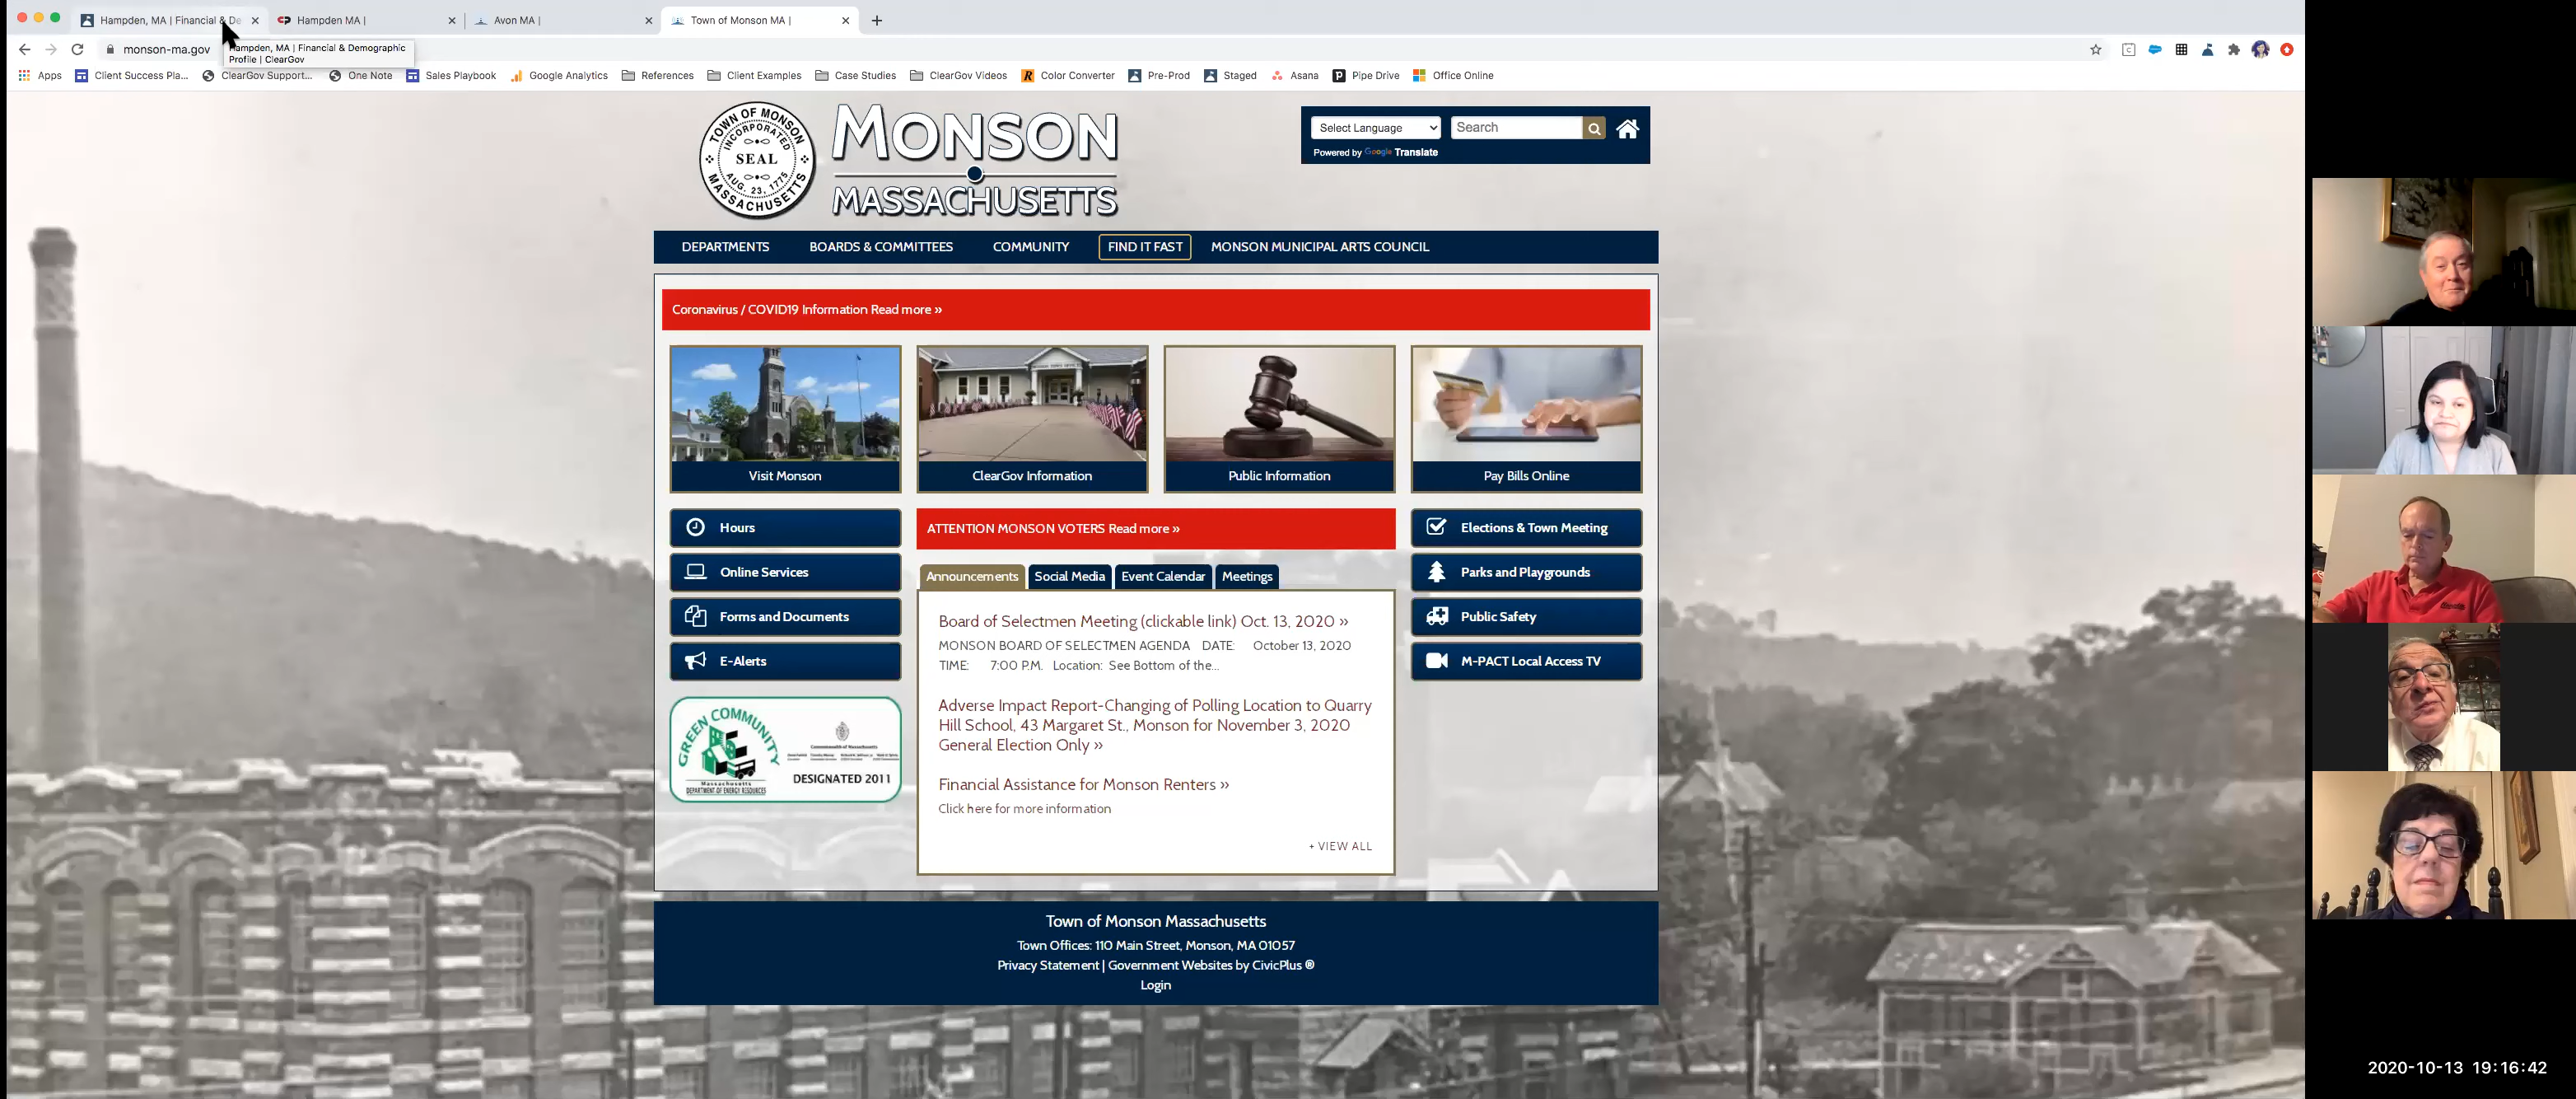 Hampden, MA | Financial & De
Hampden MA |
Avon MA |
Town of Monson MA |
monson-ma.gov
Hampden, MA | Financial & Demographic
Profile | ClearGov
Apps
Client Success Pla...
ClearGov Support...
One Note
Sales Playbook
Google Analytics
References
Client Examples
Case Studies
ClearGov Videos
Color Converter
Pre-Prod
Staged
Asana
Pipe Drive
Office Online
TOWN OF MONSON
INCORPORATED
SEAL
AUG. 23, 1775
MASSACHUSETTS
MONSON
MASSACHUSETTS
Select Language
Search
Powered by Google Translate
DEPARTMENTS
BOARDS & COMMITTEES
COMMUNITY
FIND IT FAST
MONSON MUNICIPAL ARTS COUNCIL
Coronavirus / COVID19 Information Read more »
Visit Monson
ClearGov Information
Public Information
Pay Bills Online
Hours
Online Services
Forms and Documents
E-Alerts
ATTENTION MONSON VOTERS Read more »
Announcements
Social Media
Event Calendar
Meetings
Board of Selectmen Meeting (clickable link) Oct. 13, 2020 »
MONSON BOARD OF SELECTMEN AGENDA DATE: October 13, 2020
TIME: 7:00 P.M. Location: See Bottom of the...
Adverse Impact Report-Changing of Polling Location to Quarry
Hill School, 43 Margaret St., Monson for November 3, 2020
General Election Only »
Financial Assistance for Monson Renters »
Click here for more information
+ VIEW ALL
Elections & Town Meeting
Parks and Playgrounds
Public Safety
M-PACT Local Access TV
GREEN COMMUNITY
Commonwealth of Massachusetts
DESIGNATED 2011
Massachusetts
DEPARTMENT OF ENERGY RESOURCES
Town of Monson Massachusetts
Town Offices: 110 Main Street, Monson, MA 01057
Privacy Statement | Government Websites by CivicPlus ®
Login
2020-10-13 19:16:42